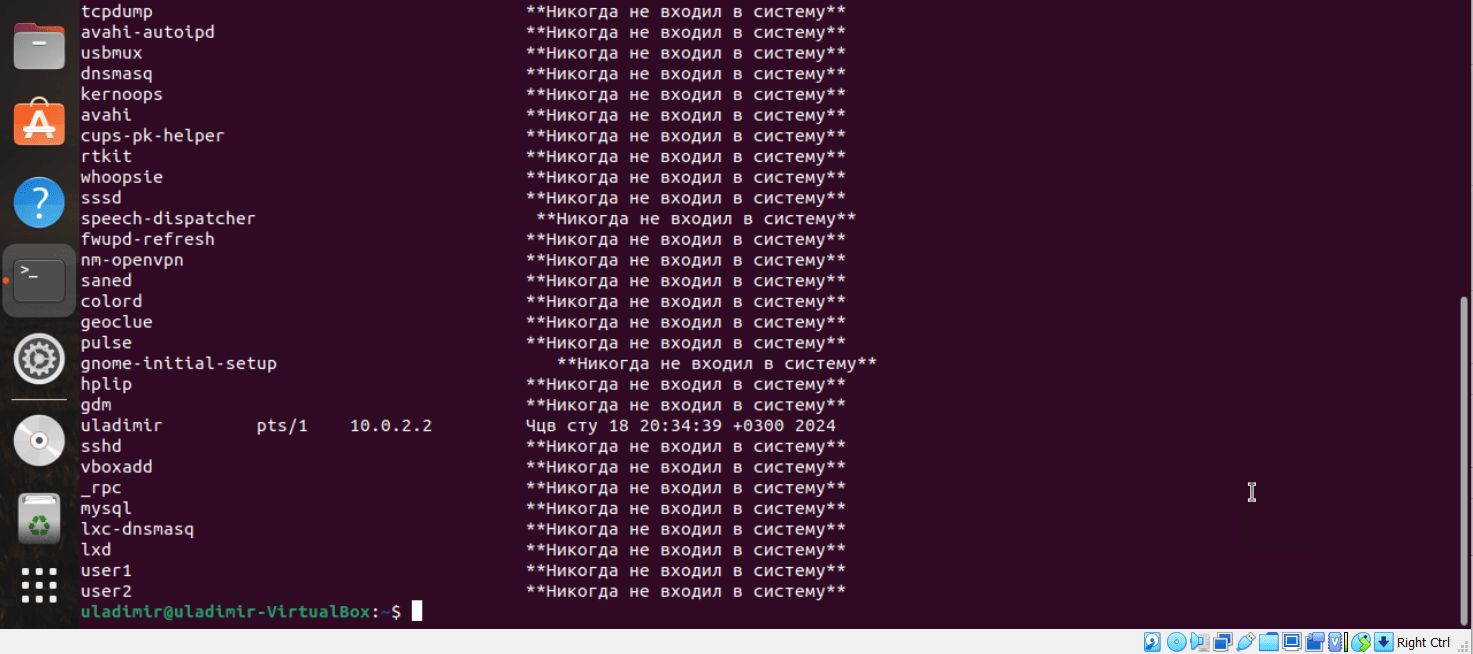 tcpdump **Никогда не входил в систему**
avahi-autoipd **Никогда не входил в систему**
usbmux **Никогда не входил в систему**
dnsmasq **Никогда не входил в систему**
kernoops **Никогда не входил в систему**
avahi **Никогда не входил в систему**
cups-pk-helper **Никогда не входил в систему**
rtkit **Никогда не входил в систему**
whoopsie **Никогда не входил в систему**
sssd **Никогда не входил в систему**
speech-dispatcher **Никогда не входил в систему**
fwupd-refresh **Никогда не входил в систему**
nm-openvpn **Никогда не входил в систему**
saned **Никогда не входил в систему**
colord **Никогда не входил в систему**
geoclue **Никогда не входил в систему**
pulse **Никогда не входил в систему**
gnome-initial-setup **Никогда не входил в систему**
hplip **Никогда не входил в систему**
gdm **Никогда не входил в систему**
uladimir pts/1 10.0.2.2 Чцв сту 18 20:34:39 +0300 2024
sshd **Никогда не входил в систему**
vboxadd **Никогда не входил в систему**
_rpc **Никогда не входил в систему**
mysql **Никогда не входил в систему**
lxc-dnsmasq **Никогда не входил в систему**
lxd **Никогда не входил в систему**
user1 **Никогда не входил в систему**
user2 **Никогда не входил в систему**
uladimir@uladimir-VirtualBox:~$
Right Ctrl